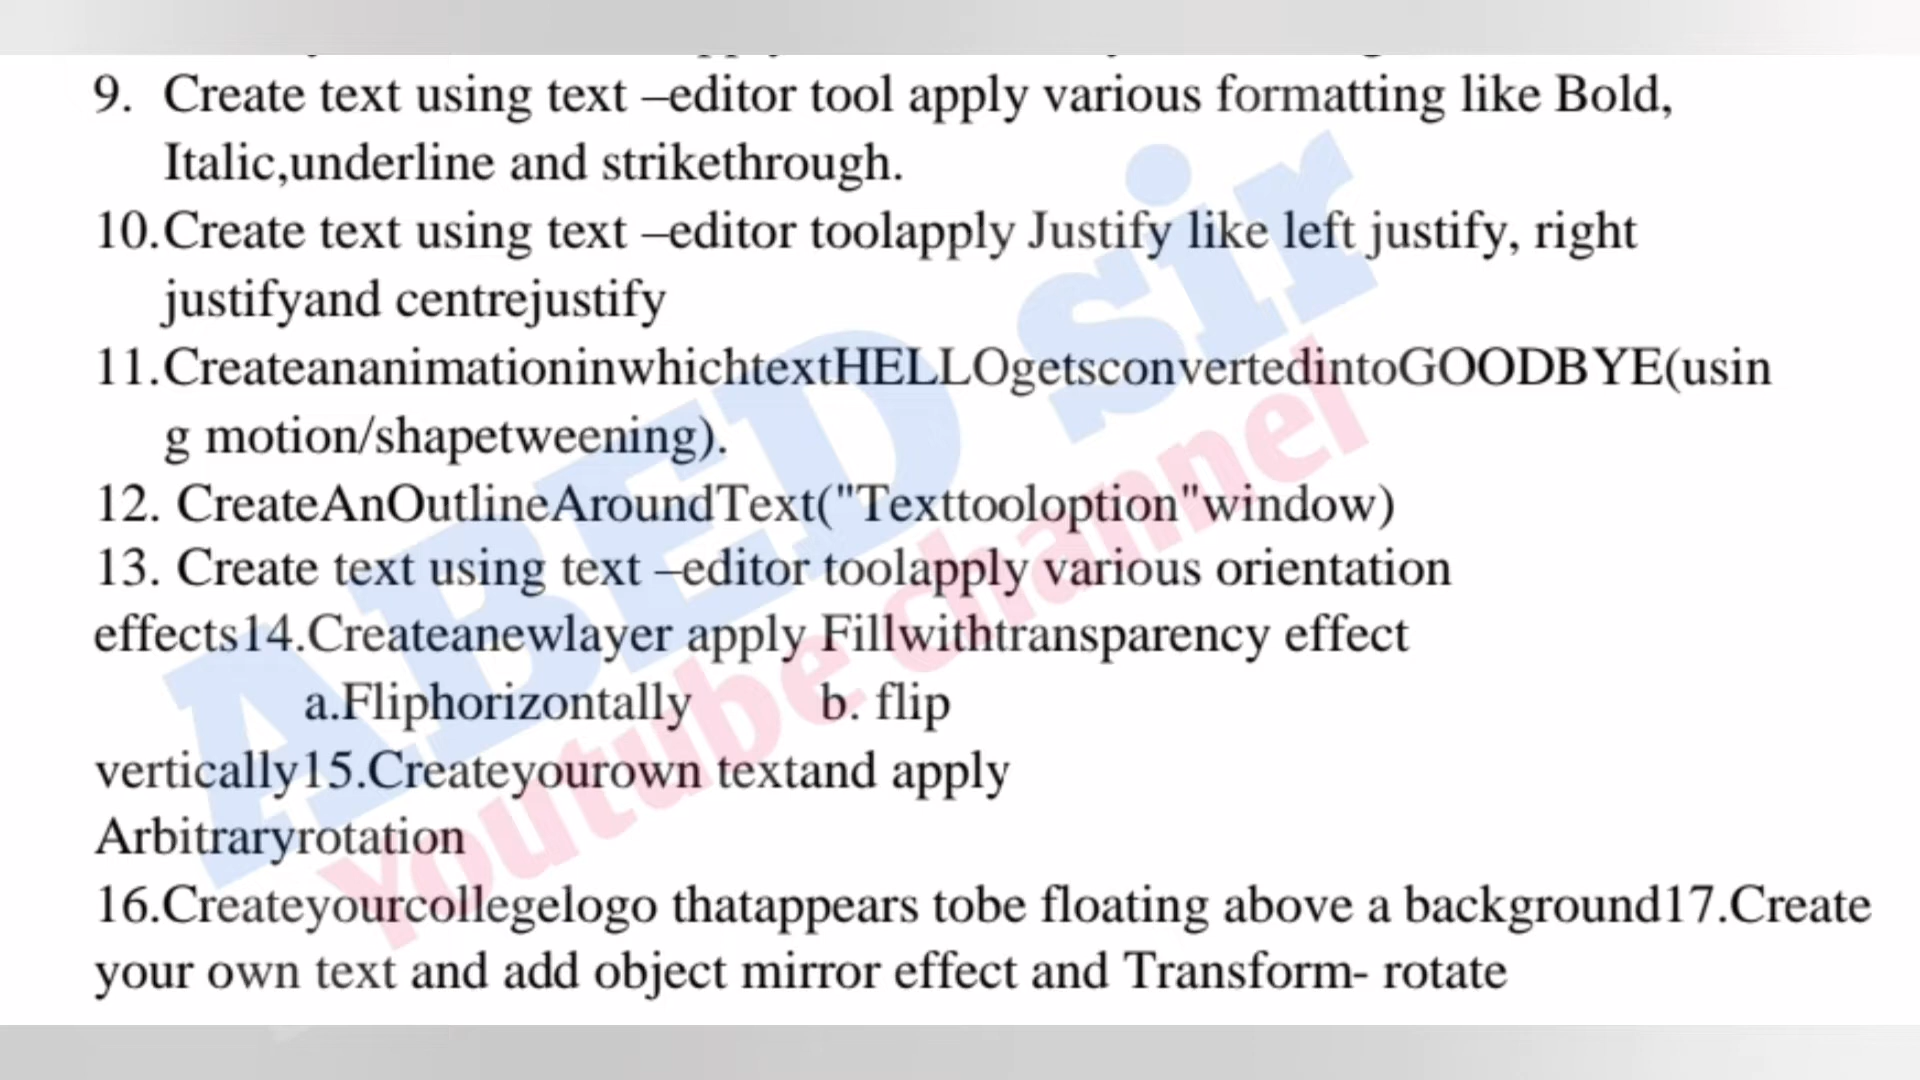 9. Create text using text –editor tool apply various formatting like Bold,
Italic,underline and strikethrough.
10.Create text using text –editor toolapply Justify like left justify, right
justifyand centrejustify
11.CreateananimationinwhichtextHELLOgetsconvertedintoGOODBYE(usin
g motion/shapetweening).
12. CreateAnOutlineAroundText("Texttooloption"window)
13. Create text using text –editor toolapply various orientation
effects14.Createanewlayer apply Fillwithtransparency effect
a.Fliphorizontally b. flip
vertically15.Createyourown textand apply
Arbitraryrotation
16.Createyourcollegelogo thatappears tobe floating above a background17.Create
your own text and add object mirror effect and Transform- rotate
ABED sir
Youtube channel